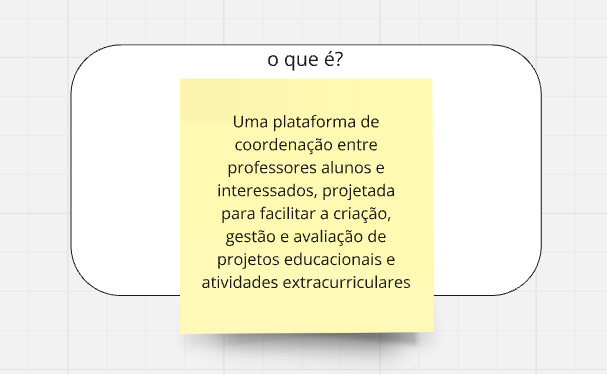 o que é?
Uma plataforma de
coordenação entre
professores alunos e
interessados, projetada
para facilitar a criação,
gestão e avaliação de
projetos educacionais e
atividades extracurriculares